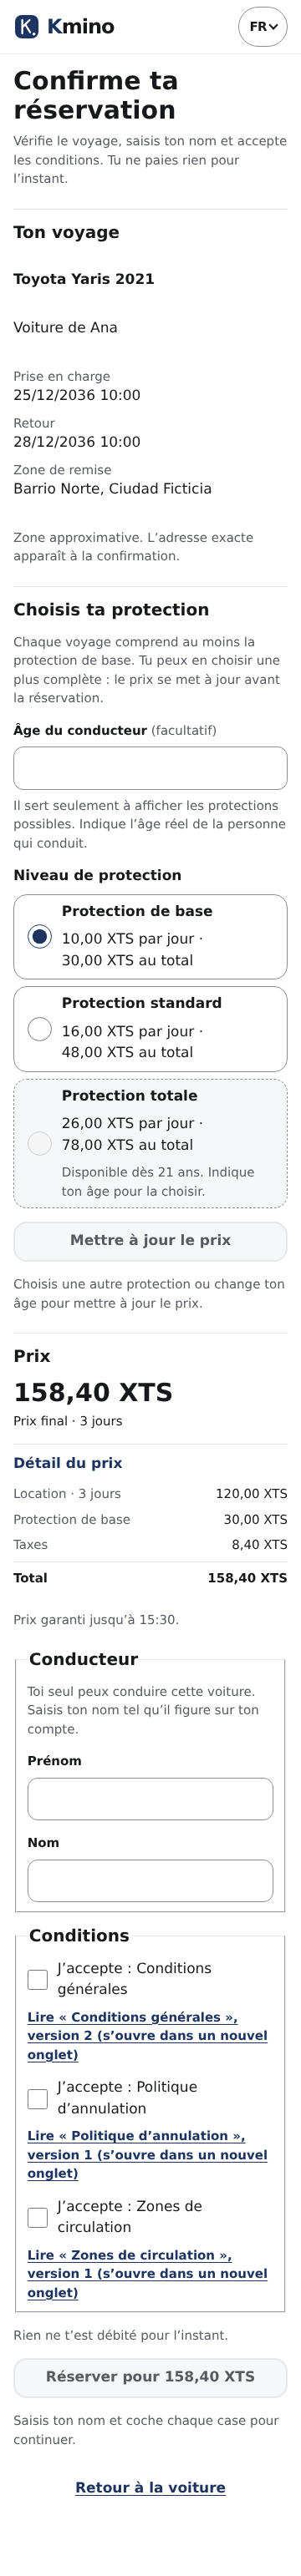 Kmino
FR
Confirme ta
réservation
Vérifie le voyage, saisis ton nom et accepte
les conditions. Tu ne paies rien pour
l’instant.
Ton voyage
Toyota Yaris 2021
Voiture de Ana
Prise en charge
25/12/2036 10:00
Retour
28/12/2036 10:00
Zone de remise
Barrio Norte, Ciudad Ficticia
Zone approximative. L’adresse exacte
apparaît à la confirmation.
Choisis ta protection
Chaque voyage comprend au moins la
protection de base. Tu peux en choisir une
plus complète : le prix se met à jour avant
la réservation.
Âge du conducteur (facultatif)
Il sert seulement à afficher les protections
possibles. Indique l’âge réel de la personne
qui conduit.
Niveau de protection
Protection de base
10,00 XTS par jour ·
30,00 XTS au total
Protection standard
16,00 XTS par jour ·
48,00 XTS au total
Protection totale
26,00 XTS par jour ·
78,00 XTS au total
Disponible dès 21 ans. Indique
ton âge pour la choisir.
Mettre à jour le prix
Choisis une autre protection ou change ton
âge pour mettre à jour le prix.
Prix
158,40 XTS
Prix final · 3 jours
Détail du prix
Location · 3 jours 120,00 XTS
Protection de base 30,00 XTS
Taxes 8,40 XTS
Total 158,40 XTS
Prix garanti jusqu’à 15:30.
Conducteur
Toi seul peux conduire cette voiture.
Saisis ton nom tel qu’il figure sur ton
compte.
Prénom
Nom
Conditions
J’accepte : Conditions
générales
Lire « Conditions générales »,
version 2 (s’ouvre dans un nouvel
onglet)
J’accepte : Politique
d’annulation
Lire « Politique d’annulation »,
version 1 (s’ouvre dans un nouvel
onglet)
J’accepte : Zones de
circulation
Lire « Zones de circulation »,
version 1 (s’ouvre dans un nouvel
onglet)
Rien ne t’est débité pour l’instant.
Réserver pour 158,40 XTS
Saisis ton nom et coche chaque case pour
continuer.
Retour à la voiture